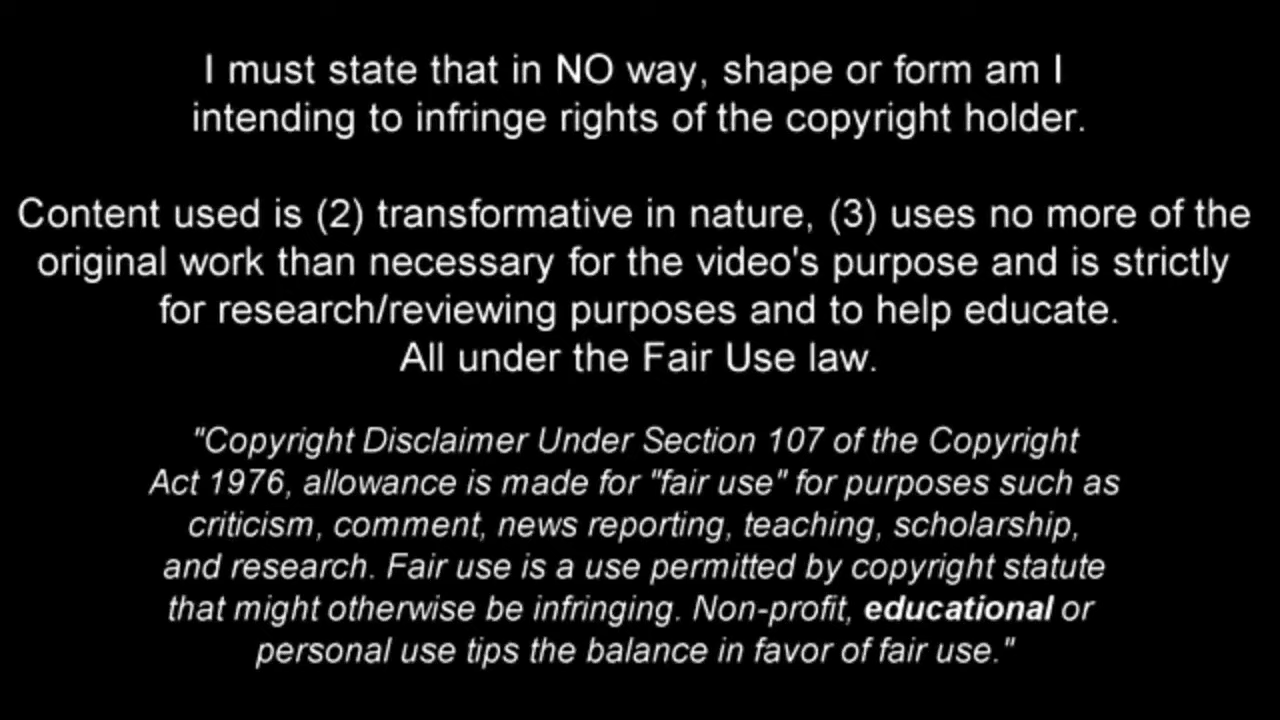 I must state that in NO way, shape or form am I
intending to infringe rights of the copyright holder.
Content used is (2) transformative in nature, (3) uses no more of the
original work than necessary for the video's purpose and is strictly
for research/reviewing purposes and to help educate.
All under the Fair Use law.
"Copyright Disclaimer Under Section 107 of the Copyright
Act 1976, allowance is made for "fair use" for purposes such as
criticism, comment, news reporting, teaching, scholarship,
and research. Fair use is a use permitted by copyright statute
that might otherwise be infringing. Non-profit, educational or
personal use tips the balance in favor of fair use."